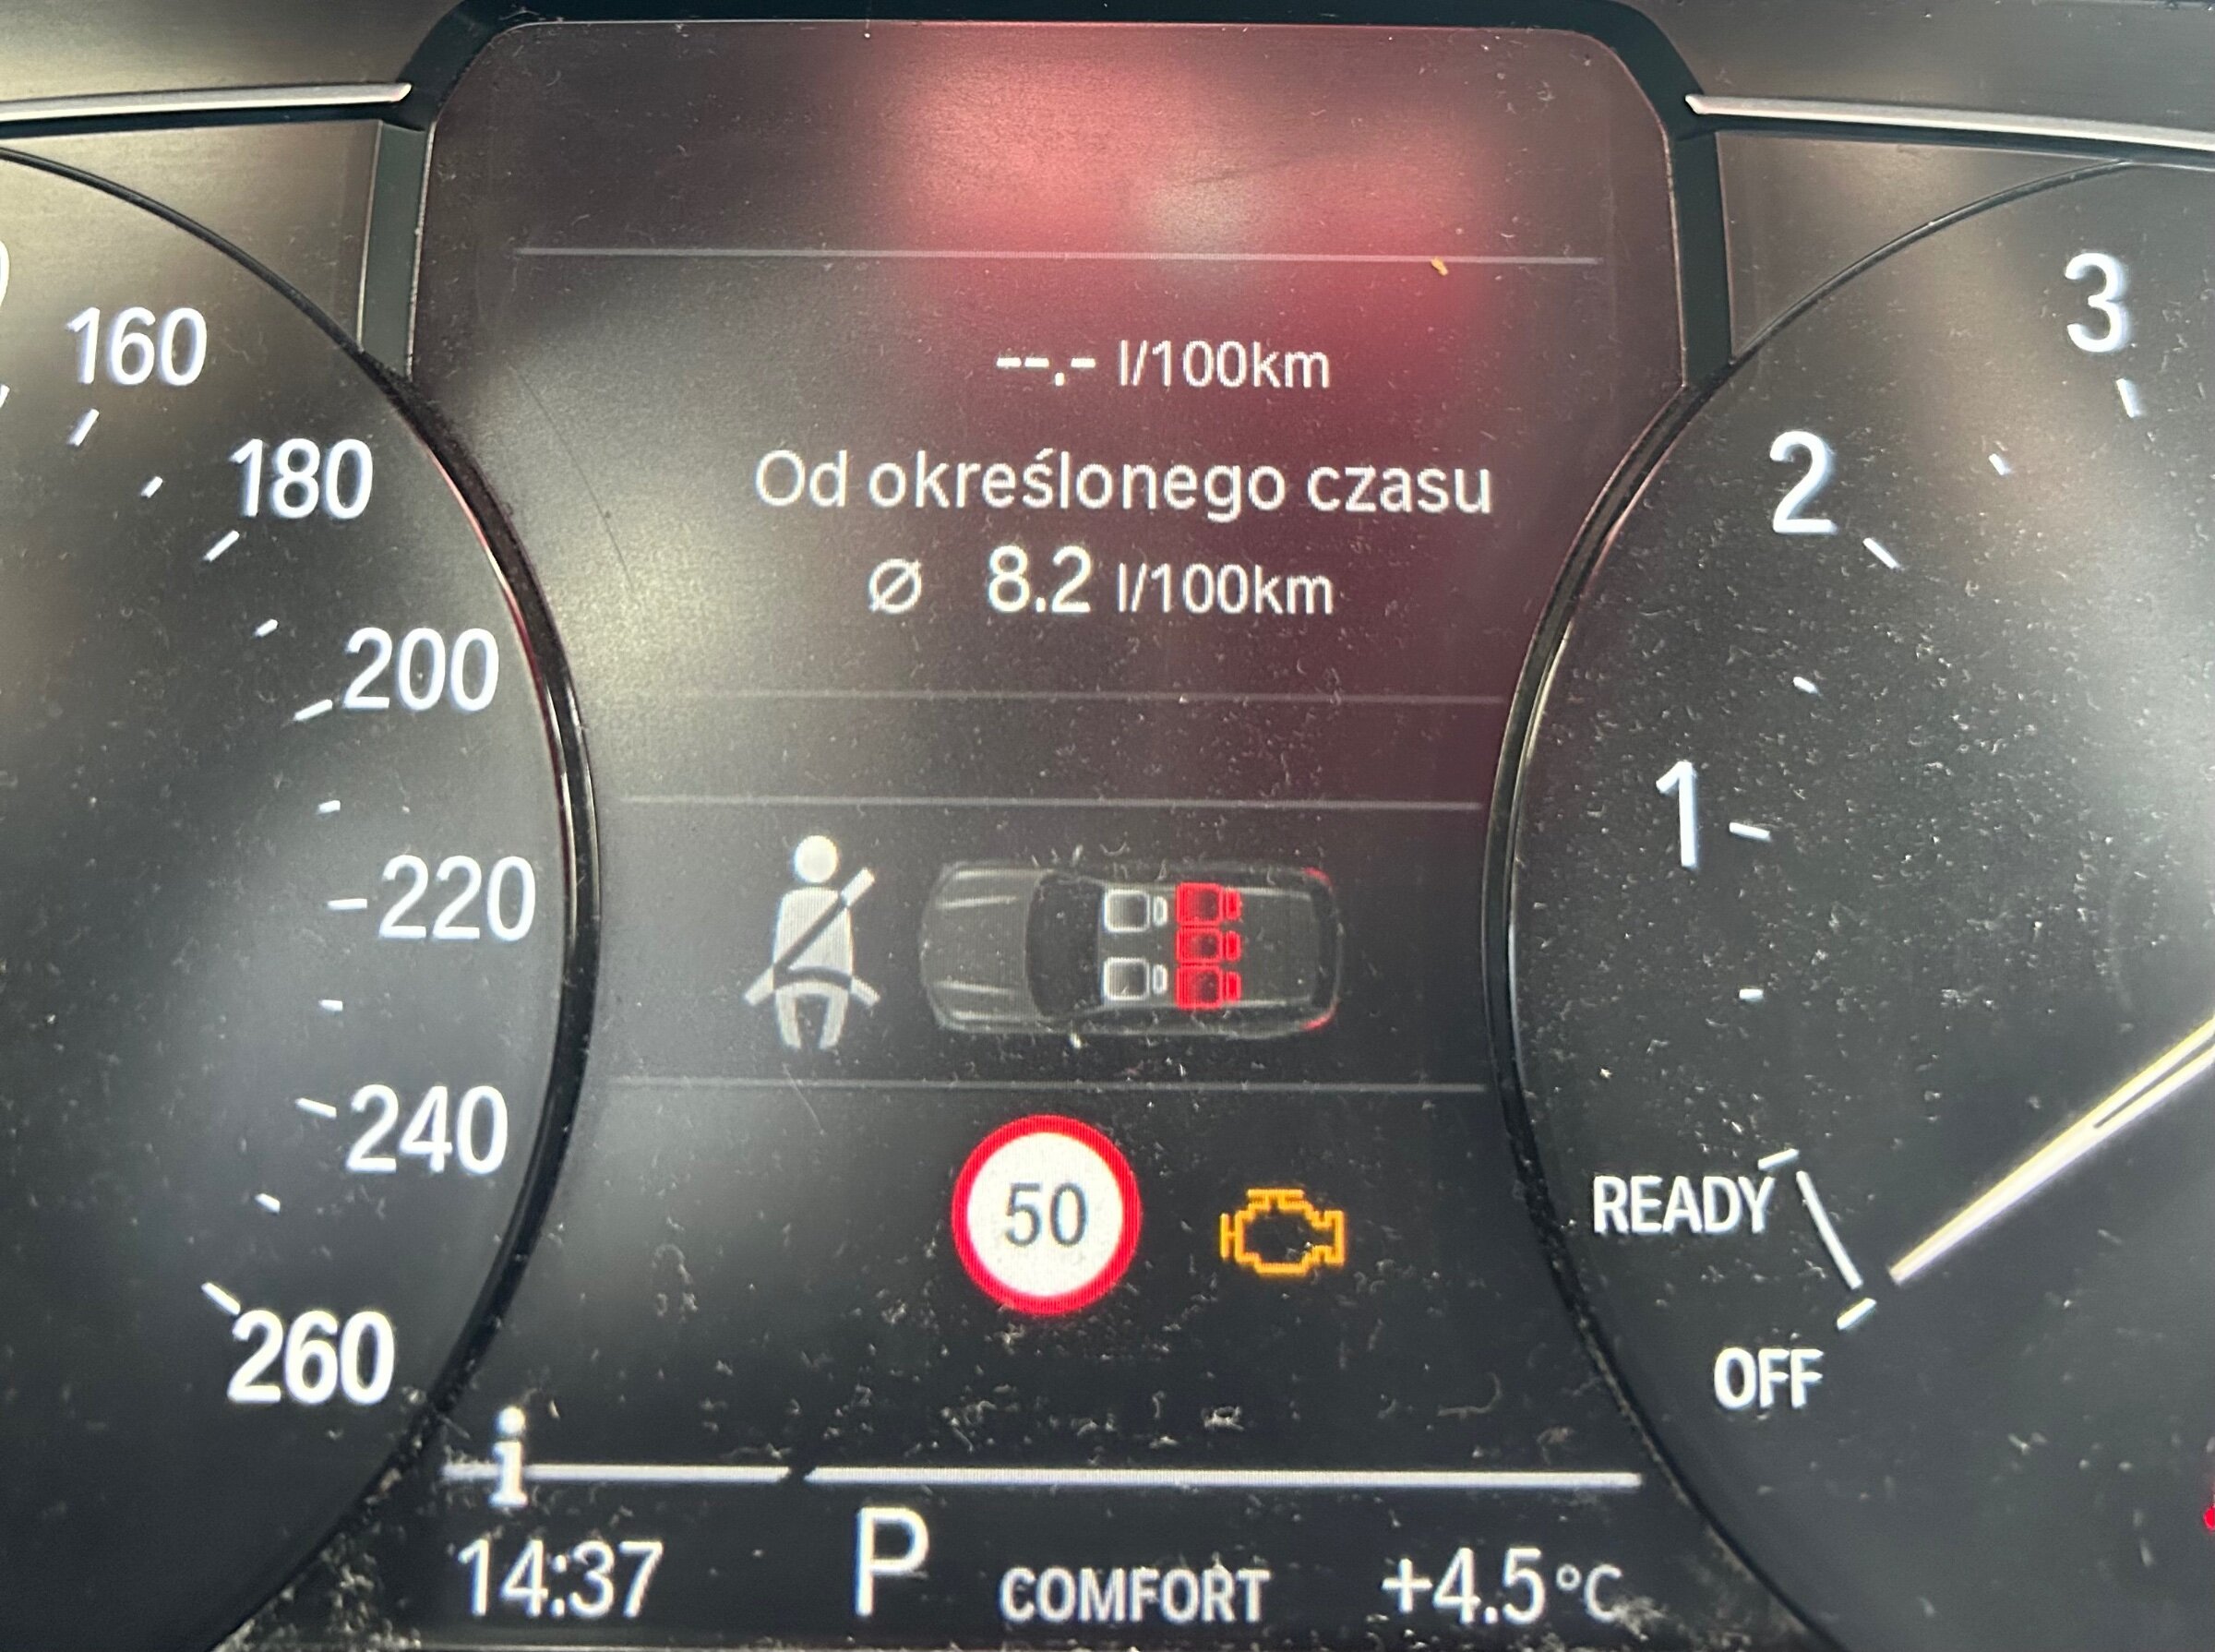 160
180
200
220
240
260
--.- l/100km
Od określonego czasu
Ø 8.2 l/100km
50
3
2
1
READY
OFF
i
14:37 P COMFORT +4.5°C